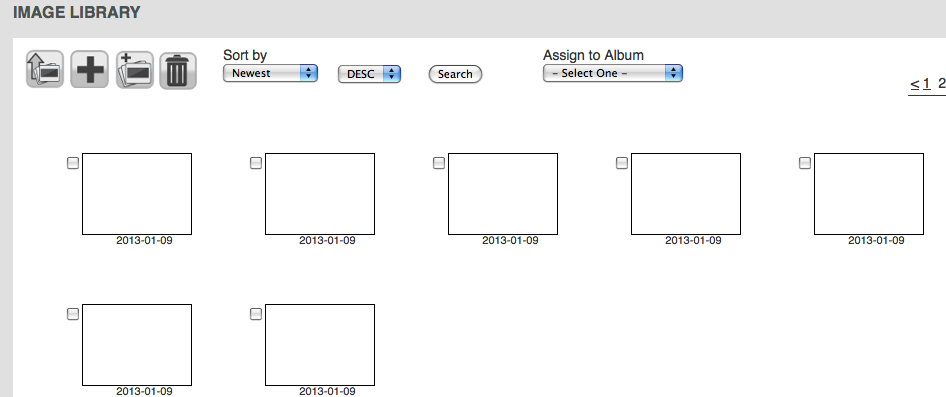 IMAGE LIBRARY
Sort by
Assign to Album
Newest DESC Search – Select One –
≤ 1 2
2013-01-09 2013-01-09 2013-01-09 2013-01-09 2013-01-09
2013-01-09 2013-01-09